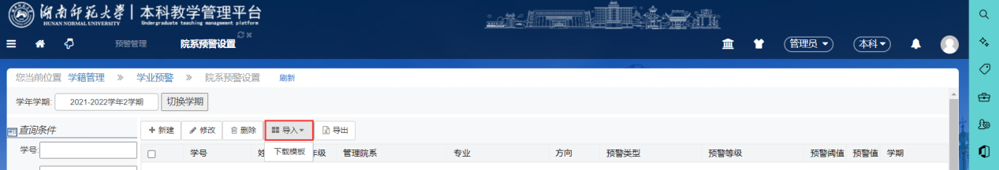 湖南师范大学 本科教学管理平台
HUNAN NORMAL UNIVERSITY Undergraduate teaching management platform
预警管理 院系预警设置 管理员 本科
您当前位置 学籍管理 » 学业预警 » 院系预警设置 刷新
学年学期: 2021-2022学年2学期 切换学期
查询条件 新建 修改 删除 导入 导出
学号: 学号 姓 年级 管理院系 专业 方向 预警类型 预警等级 预警阈值 预警值 学期
下载模板